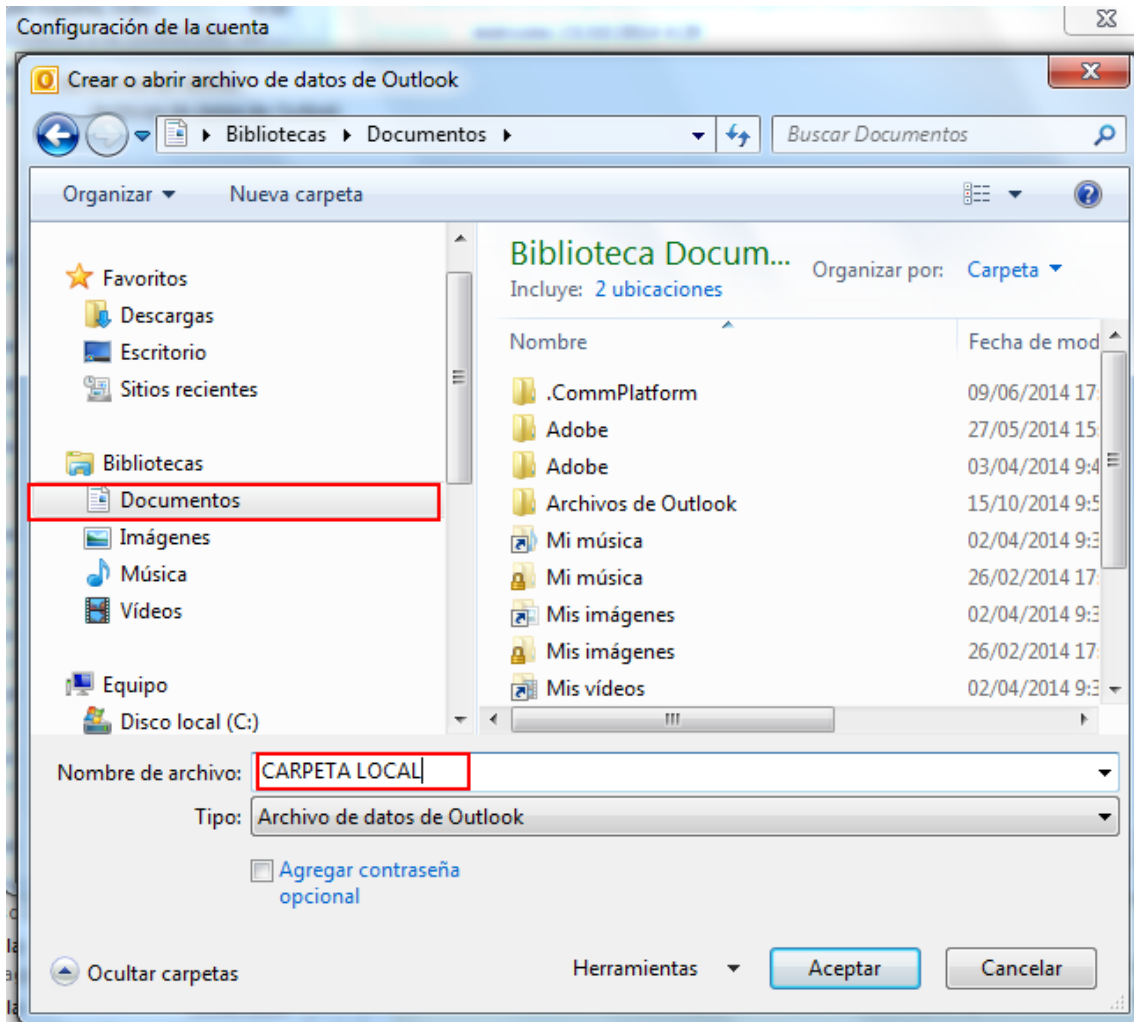 Configuración de la cuenta
Crear o abrir archivo de datos de Outlook
Bibliotecas Documentos
Buscar Documentos
Organizar Nueva carpeta
Favoritos
Descargas
Escritorio
Sitios recientes
Bibliotecas
Documentos
Imágenes
Música
Vídeos
Equipo
Disco local (C:)
Biblioteca Docum...
Incluye: 2 ubicaciones
Organizar por: Carpeta
Nombre Fecha de mod
.CommPlatform 09/06/2014 17:
Adobe 27/05/2014 15:
Adobe 03/04/2014 9:4
Archivos de Outlook 15/10/2014 9:5
Mi música 02/04/2014 9:3
Mi música 26/02/2014 17:
Mis imágenes 02/04/2014 9:3
Mis imágenes 26/02/2014 17:
Mis vídeos 02/04/2014 9:3
Nombre de archivo: CARPETA LOCAL
Tipo: Archivo de datos de Outlook
Agregar contraseña
opcional
Ocultar carpetas Herramientas Aceptar Cancelar